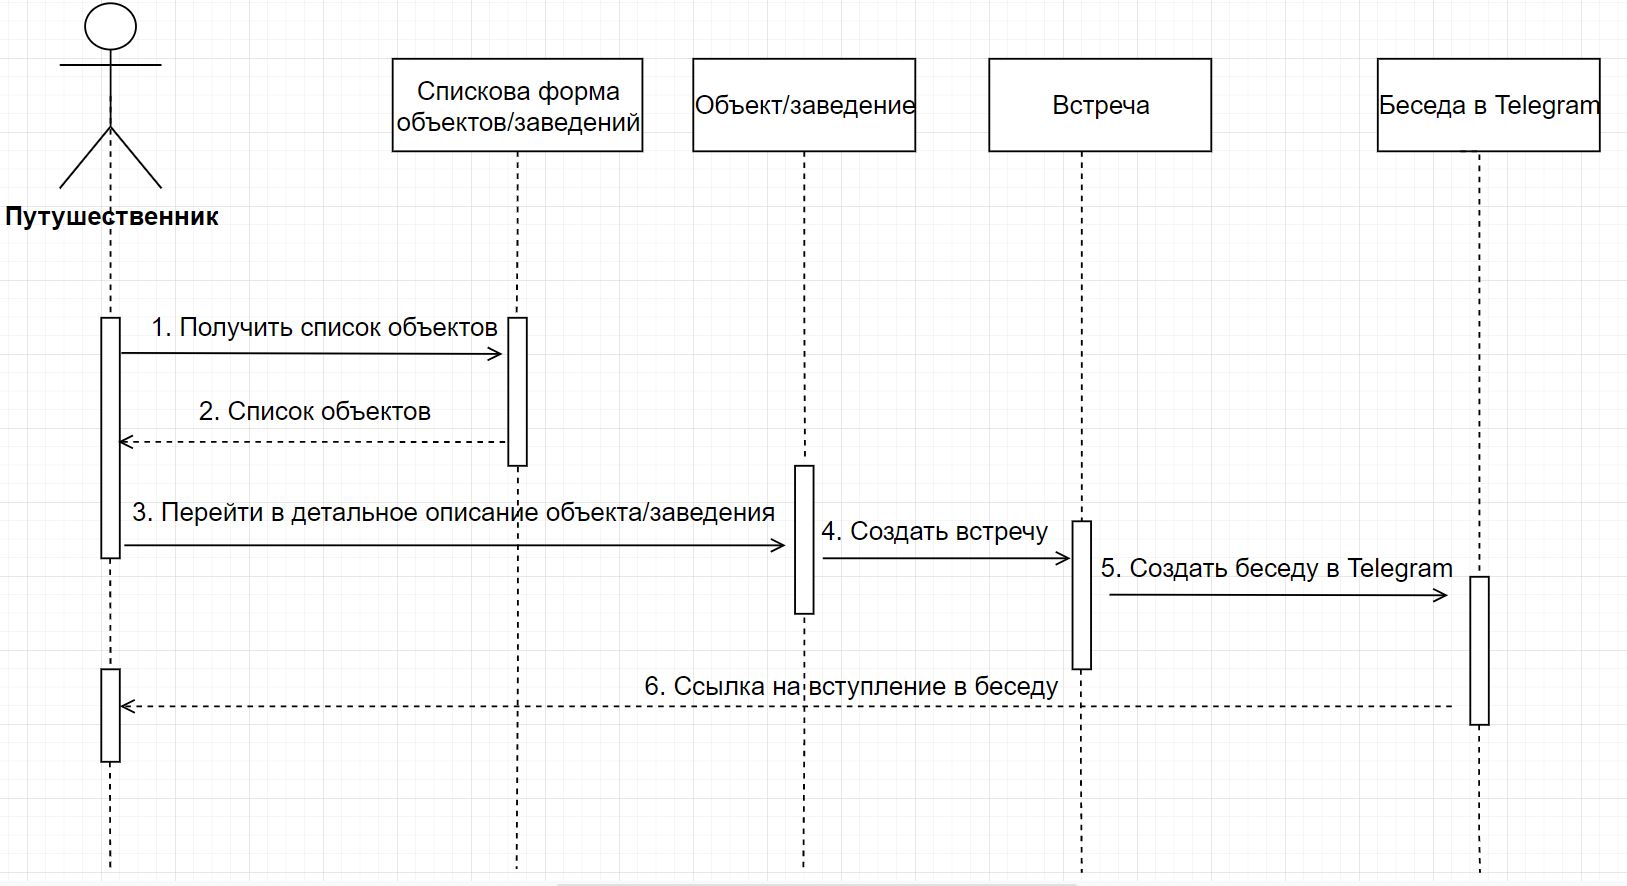 Спискова форма
объектов/заведений
Объект/заведение
Встреча
Беседа в Telegram
Путушественник
1. Получить список объектов
2. Список объектов
3. Перейти в детальное описание объекта/заведения
4. Создать встречу
5. Создать беседу в Telegram
6. Ссылка на вступление в беседу